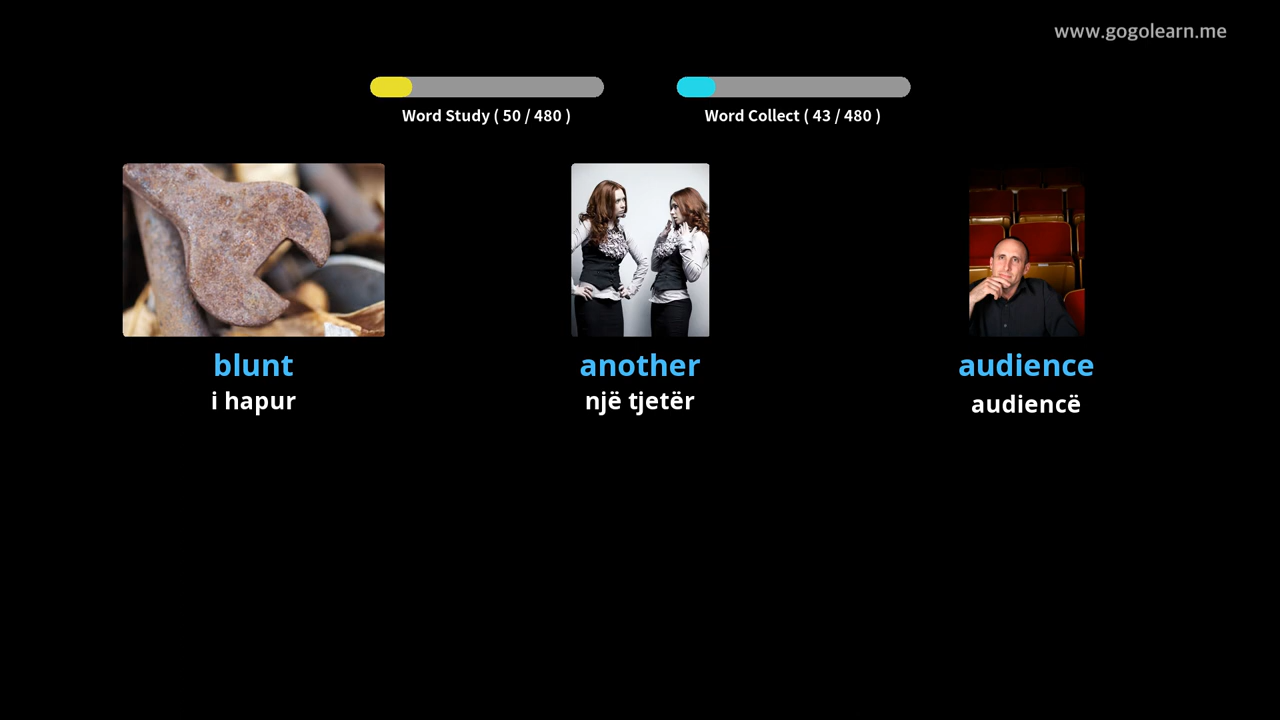 www.gogolearn.me
Word Study ( 50 / 480 )
Word Collect ( 43 / 480 )
blunt
i hapur
another
një tjetër
audience
audiencë